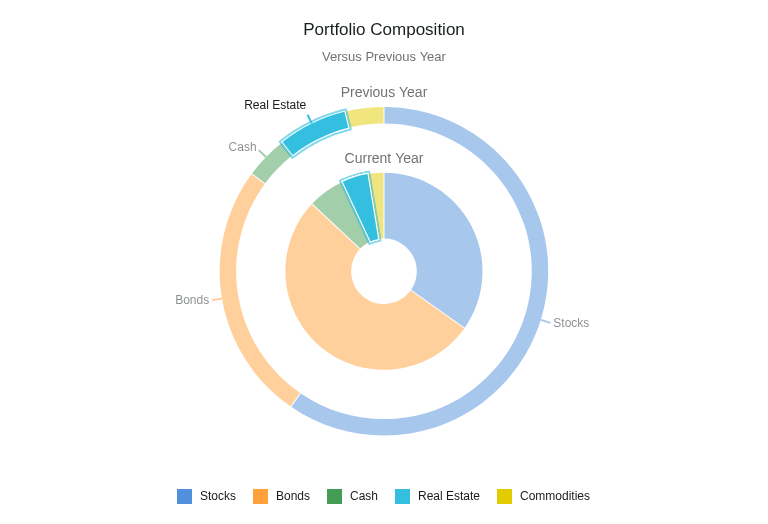 Portfolio Composition
Versus Previous Year
Previous Year
Real Estate
Cash
Current Year
Bonds
Stocks
Stocks Bonds Cash Real Estate Commodities